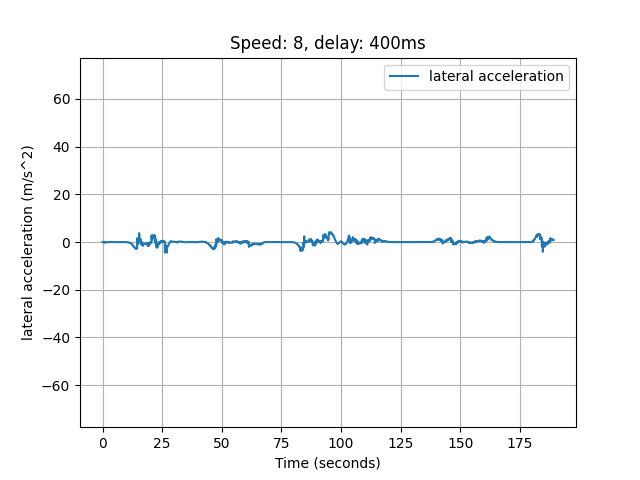 Speed: 8, delay: 400ms
lateral acceleration
lateral acceleration (m/s^2)
60
40
20
0
−20
−40
−60
0 25 50 75 100 125 150 175
Time (seconds)